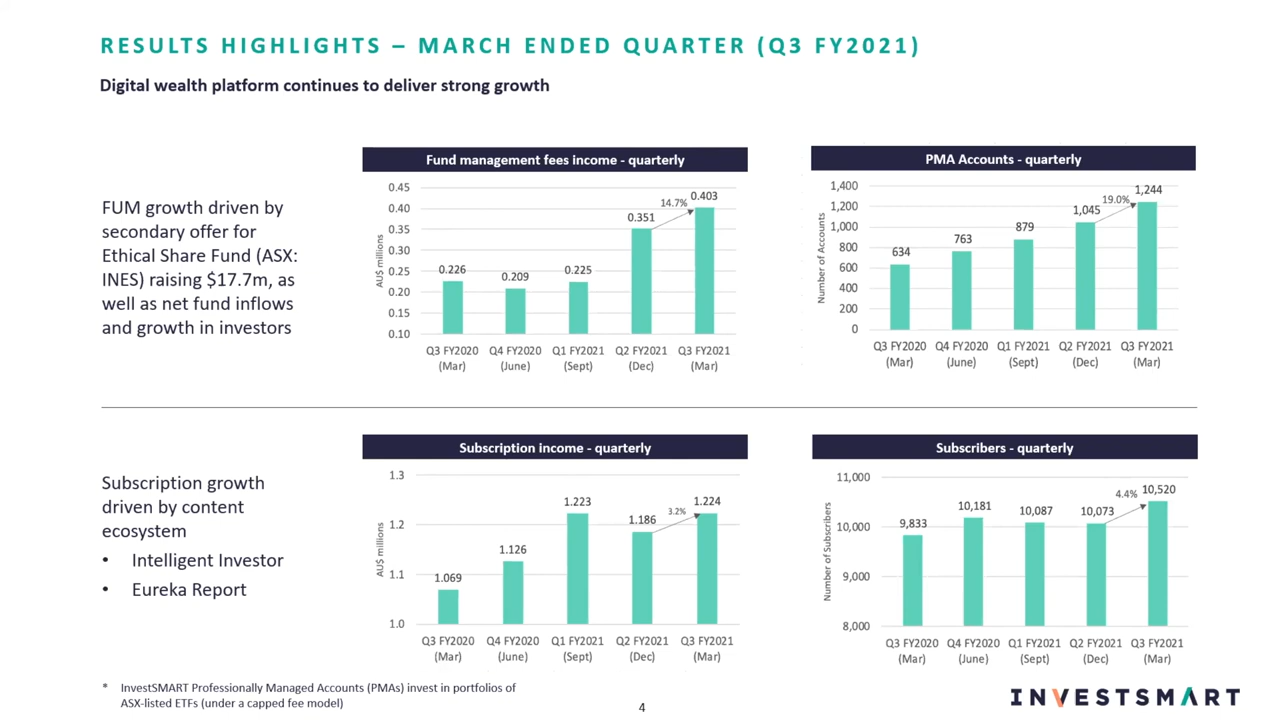 RESULTS HIGHLIGHTS – MARCH ENDED QUARTER (Q3 FY2021)
Digital wealth platform continues to deliver strong growth
FUM growth driven by
secondary offer for
Ethical Share Fund (ASX:
INES) raising $17.7m, as
well as net fund inflows
and growth in investors
Fund management fees income - quarterly
AU$ millions
0.45
0.40
0.35
0.30
0.25
0.20
0.15
0.10
0.226
0.209
0.225
0.351
14.7%
0.403
Q3 FY2020 Q4 FY2020 Q1 FY2021 Q2 FY2021 Q3 FY2021
(Mar) (June) (Sept) (Dec) (Mar)
PMA Accounts - quarterly
Number of Accounts
1,400
1,200
1,000
800
600
400
200
0
634
763
879
1,045
19.0%
1,244
Q3 FY2020 Q4 FY2020 Q1 FY2021 Q2 FY2021 Q3 FY2021
(Mar) (June) (Sept) (Dec) (Mar)
Subscription growth
driven by content
ecosystem
• Intelligent Investor
• Eureka Report
Subscription income - quarterly
AU$ millions
1.3
1.2
1.1
1.0
1.069
1.126
1.223
1.186
3.2%
1.224
Q3 FY2020 Q4 FY2020 Q1 FY2021 Q2 FY2021 Q3 FY2021
(Mar) (June) (Sept) (Dec) (Mar)
Subscribers - quarterly
Number of Subscribers
11,000
10,000
9,000
8,000
9,833
10,181
10,087
10,073
4.4%
10,520
Q3 FY2020 Q4 FY2020 Q1 FY2021 Q2 FY2021 Q3 FY2021
(Mar) (June) (Sept) (Dec) (Mar)
* InvestSMART Professionally Managed Accounts (PMAs) invest in portfolios of
ASX-listed ETFs (under a capped fee model)
4
INVESTSMART